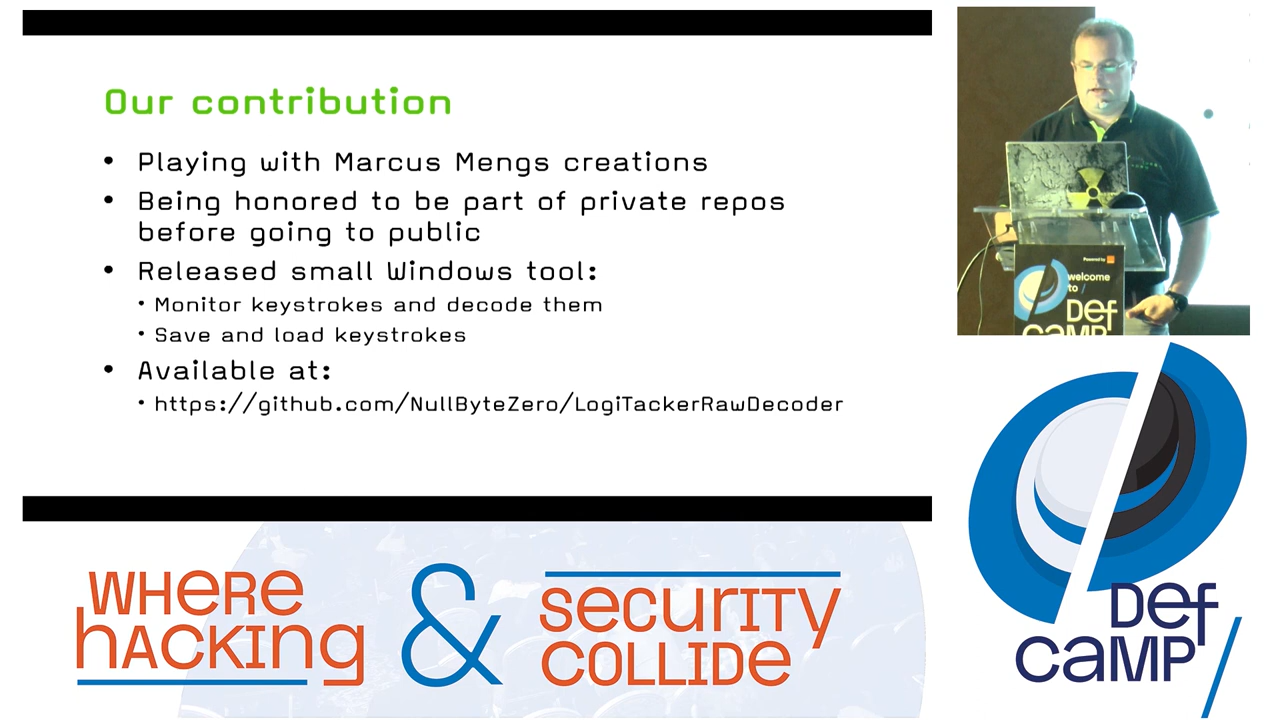 Our contribution
• Playing with Marcus Mengs creations
• Being honored to be part of private repos
before going to public
• Released small Windows tool:
• Monitor keystrokes and decode them
• Save and load keystrokes
• Available at:
• https://github.com/NullByteZero/LogiTackerRawDecoder
Powered by
welcome
to /
Def
camp
WHere
HACKING
&
securITy
COLLIDe
Def
camp/